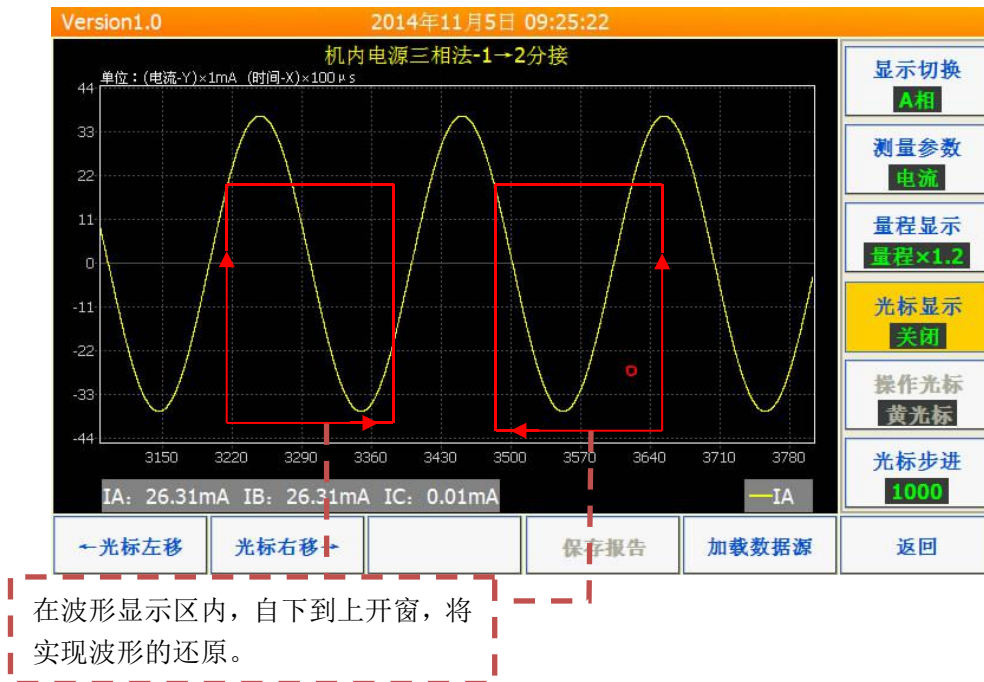 Version1.0 2014年11月5日 09:25:22
机内电源三相法-1→2分接
单位：(电流-Y)×1mA (时间-X)×100μs
44
33
22
11
0
-11
-22
-33
-44
3150 3220 3290 3360 3430 3500 3570 3640 3710 3780
IA: 26.31mA IB: 26.31mA IC: 0.01mA
IA
显示切换
A相
测量参数
电流
量程显示
量程×1.2
光标显示
关闭
操作光标
黄光标
光标步进
1000
←光标左移 光标右移→ 保存报告 加载数据源 返回
在波形显示区内，自下到上开窗，将
实现波形的还原。